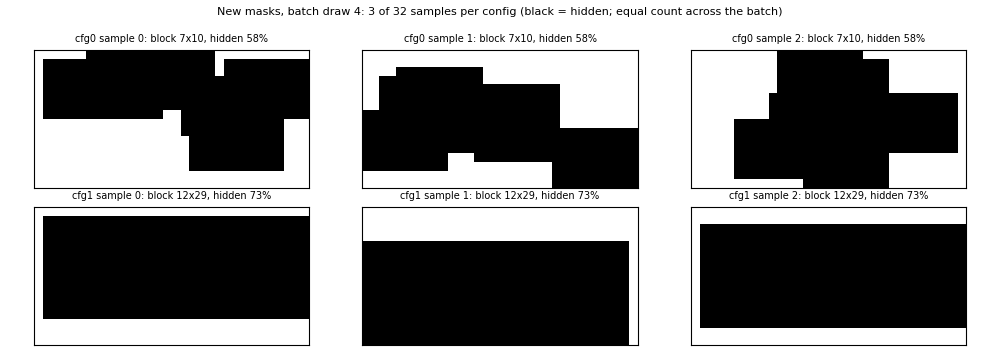 New masks, batch draw 4: 3 of 32 samples per config (black = hidden; equal count across the batch)
cfg0 sample 0: block 7x10, hidden 58%
cfg0 sample 1: block 7x10, hidden 58%
cfg0 sample 2: block 7x10, hidden 58%
cfg1 sample 0: block 12x29, hidden 73%
cfg1 sample 1: block 12x29, hidden 73%
cfg1 sample 2: block 12x29, hidden 73%